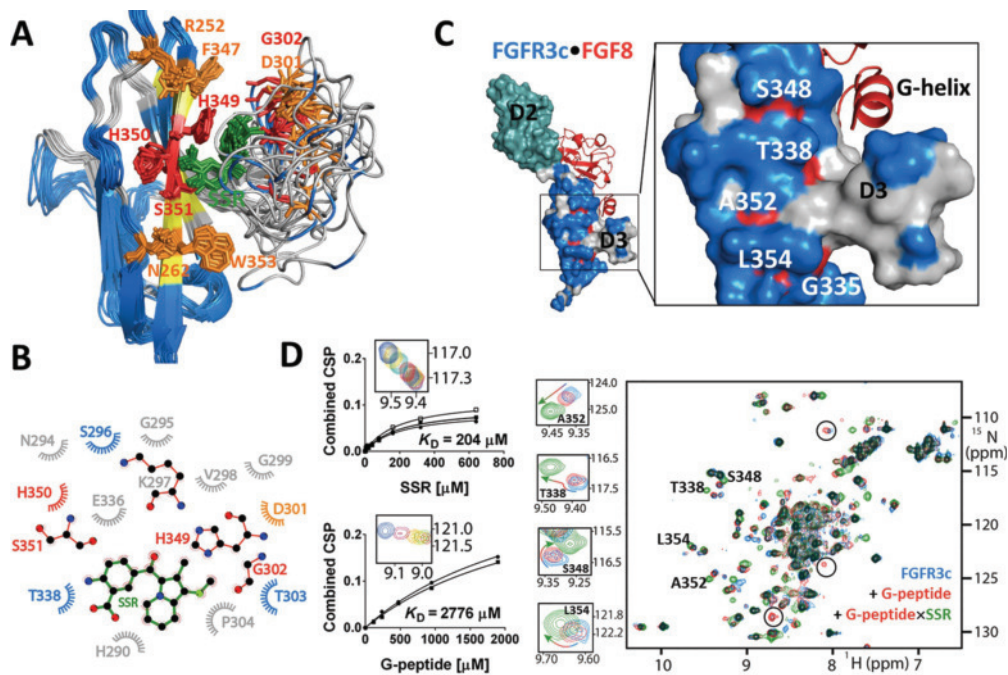 A
R252
F347
G302
D301
H349
H350
S351
N262
W353
C
FGFR3c•FGF8
D2
D3
S348
G-helix
T338
D3
A352
L354
G335
B
G295
S296
N294
G299
V298
K297
H350
E336
D301
S351
H349
G302
T338
SSR
T303
P304
H290
D
Combined CSP
0.2
0.1
0.0
117.0
117.3
9.5 9.4
KD = 204 µM
0 200 400 600 800
SSR [µM]
Combined CSP
0.2
0.1
0.0
121.0
121.5
9.1 9.0
KD = 2776 µM
0 500 1000 1500 2000
G-peptide [µM]
124.0
125.0
A352
9.45 9.35
116.5
117.5
T338
9.50 9.40
115.5
116.5
S348
9.35 9.25
L354
121.8
122.2
9.70 9.60
110
15N
(ppm)
115
120
125
130
T338
S348
L354
A352
FGFR3c
+ G-peptide
+ G-peptide×SSR
10 9 8 7
1H (ppm)